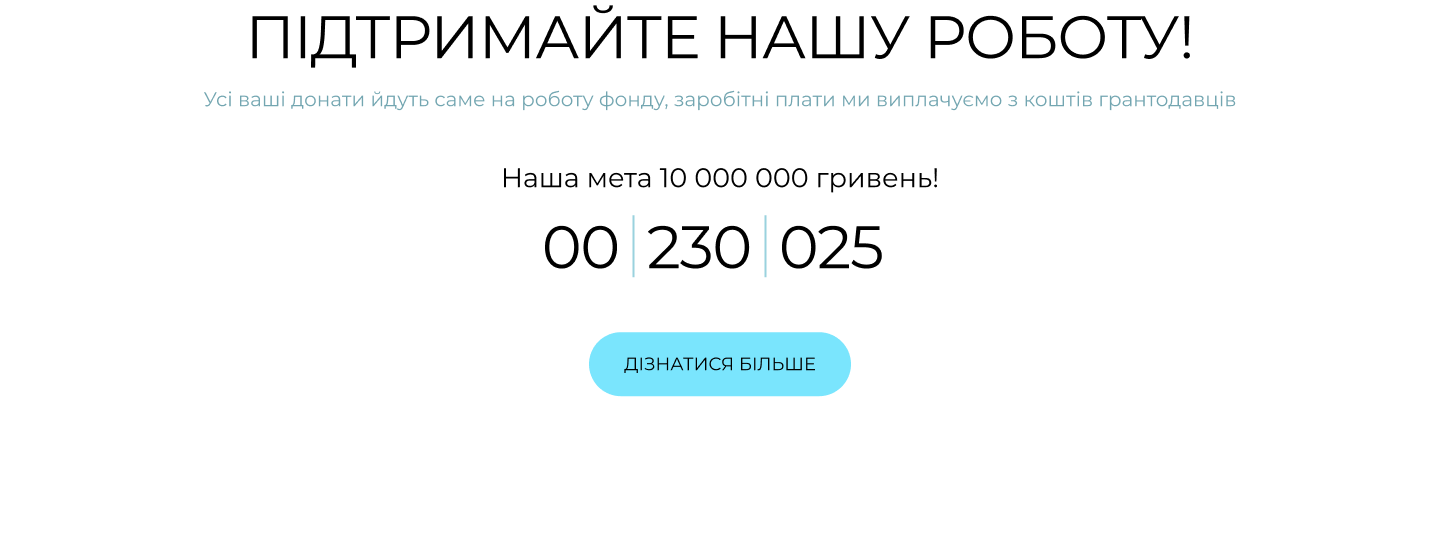 ПІДТРИМАЙТЕ НАШУ РОБОТУ!
Усі ваші донати йдуть саме на роботу фонду, заробітні плати ми виплачуємо з коштів грантодавців
Наша мета 10 000 000 гривень!
00 230 025
ДІЗНАТИСЯ БІЛЬШЕ